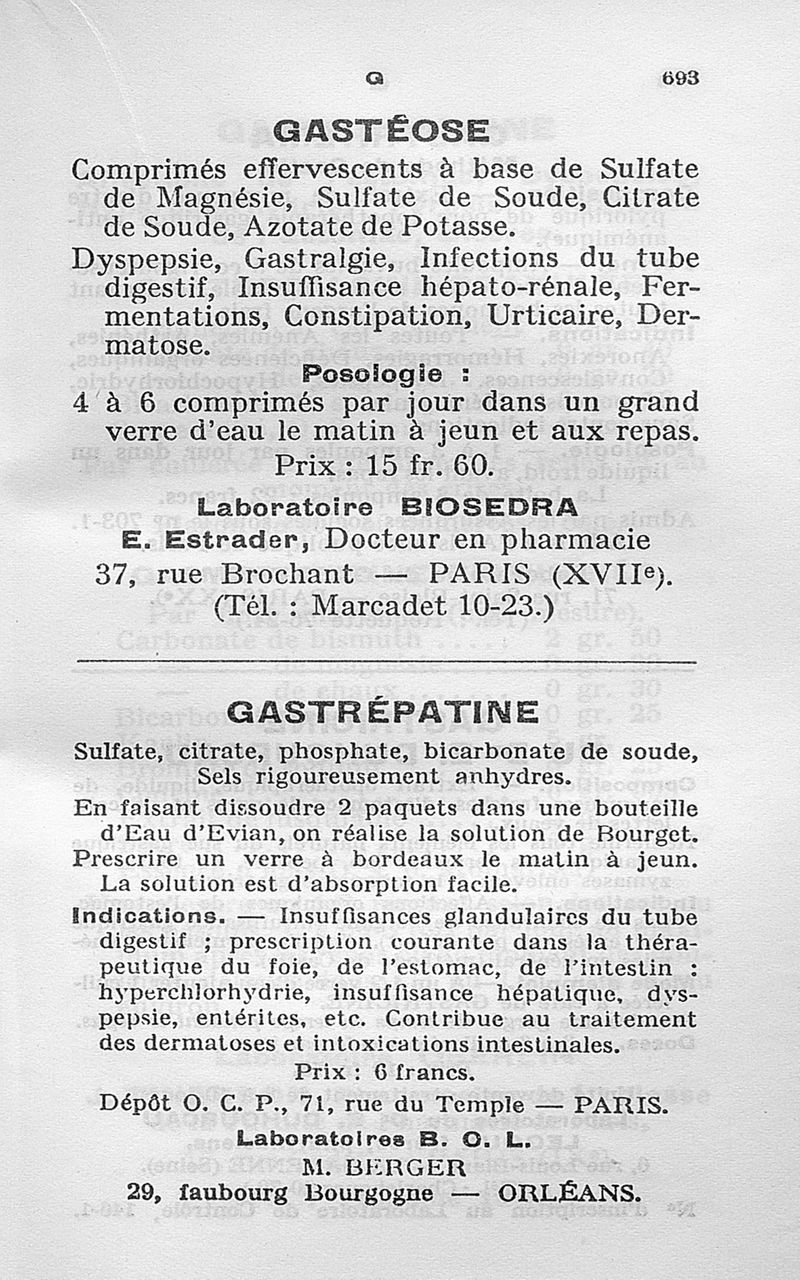 G 693
GASTÉOSE
Comprimés effervescents à base de Sulfate
de Magnésie, Sulfate de Soude, Citrate
de Soude, Azotate de Potasse.
Dyspepsie, Gastralgie, Infections du tube
digestif, Insuffisance hépato-rénale, Fer-
mentations, Constipation, Urticaire, Der-
matose.
Posologie :
4 à 6 comprimés par jour dans un grand
verre d'eau le matin à jeun et aux repas.
Prix : 15 fr. 60.
Laboratoire BIOSEDRA
E. Estrader, Docteur en pharmacie
37, rue Brochant — PARIS (XVIIe).
(Tél. : Marcadet 10-23.)
GASTRÉPATINE
Sulfate, citrate, phosphate, bicarbonate de soude,
Sels rigoureusement anhydres.
En faisant dissoudre 2 paquets dans une bouteille
d'Eau d'Evian, on réalise la solution de Bourget.
Prescrire un verre à bordeaux le matin à jeun.
La solution est d'absorption facile.
Indications. — Insuffisances glandulaires du tube
digestif ; prescription courante dans la théra-
peutique du foie, de l'estomac, de l'intestin :
hyperchlorhydrie, insuffisance hépatique, dys-
pepsie, entérites, etc. Contribue au traitement
des dermatoses et intoxications intestinales.
Prix : 6 francs.
Dépôt O. C. P., 71, rue du Temple — PARIS.
Laboratoires B. O. L.
M. BERGER
29, faubourg Bourgogne — ORLÉANS.